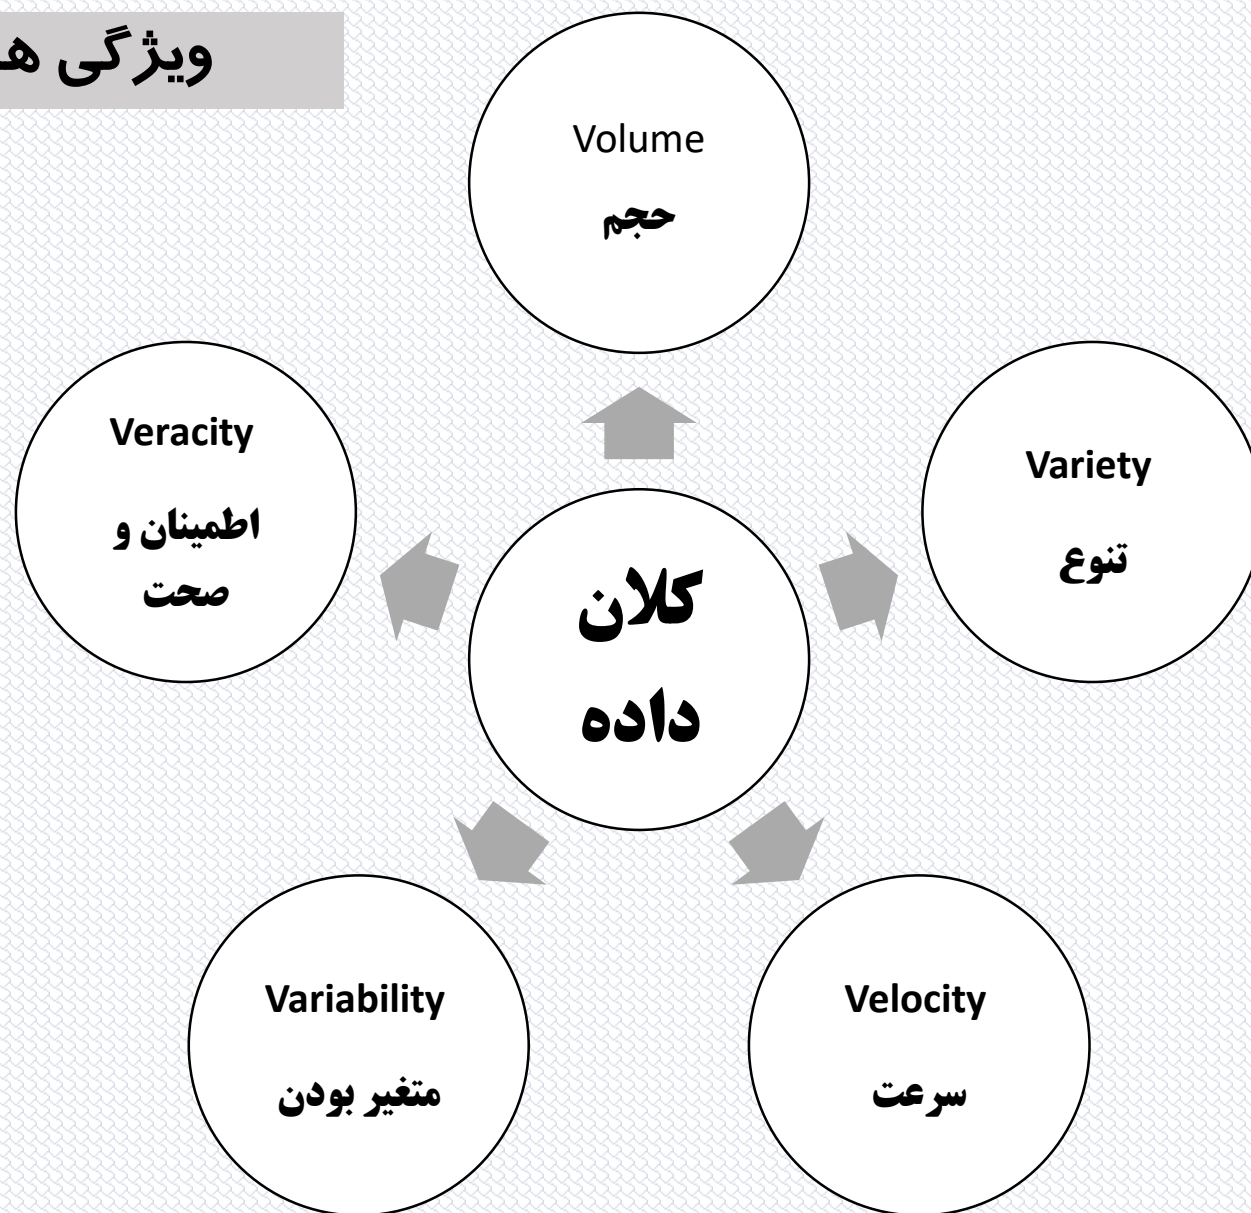 ویژگی ه
Volume
حجم
Veracity
اطمینان و
صحت
Variety
تنوع
کلان
داده
Variability
متغیر بودن
Velocity
سرعت